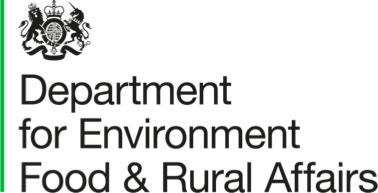 Department
for Environment
Food & Rural Affairs